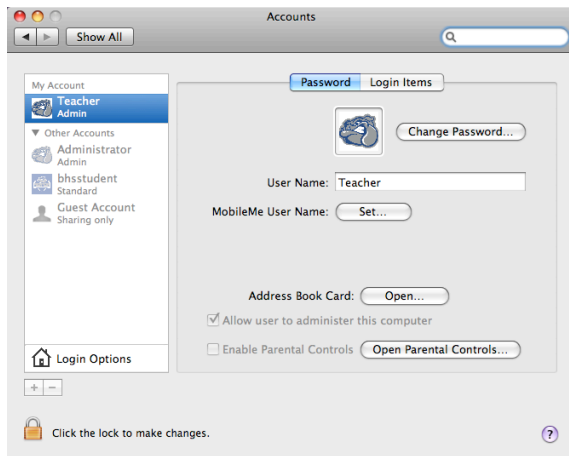 Accounts
Show All
My Account
Teacher
Admin
Other Accounts
Administrator
Admin
bhsstudent
Standard
Guest Account
Sharing only
Login Options
+ −
Password Login Items
Change Password...
User Name: Teacher
MobileMe User Name: Set...
Address Book Card: Open...
Allow user to administer this computer
Enable Parental Controls Open Parental Controls...
Click the lock to make changes.
?